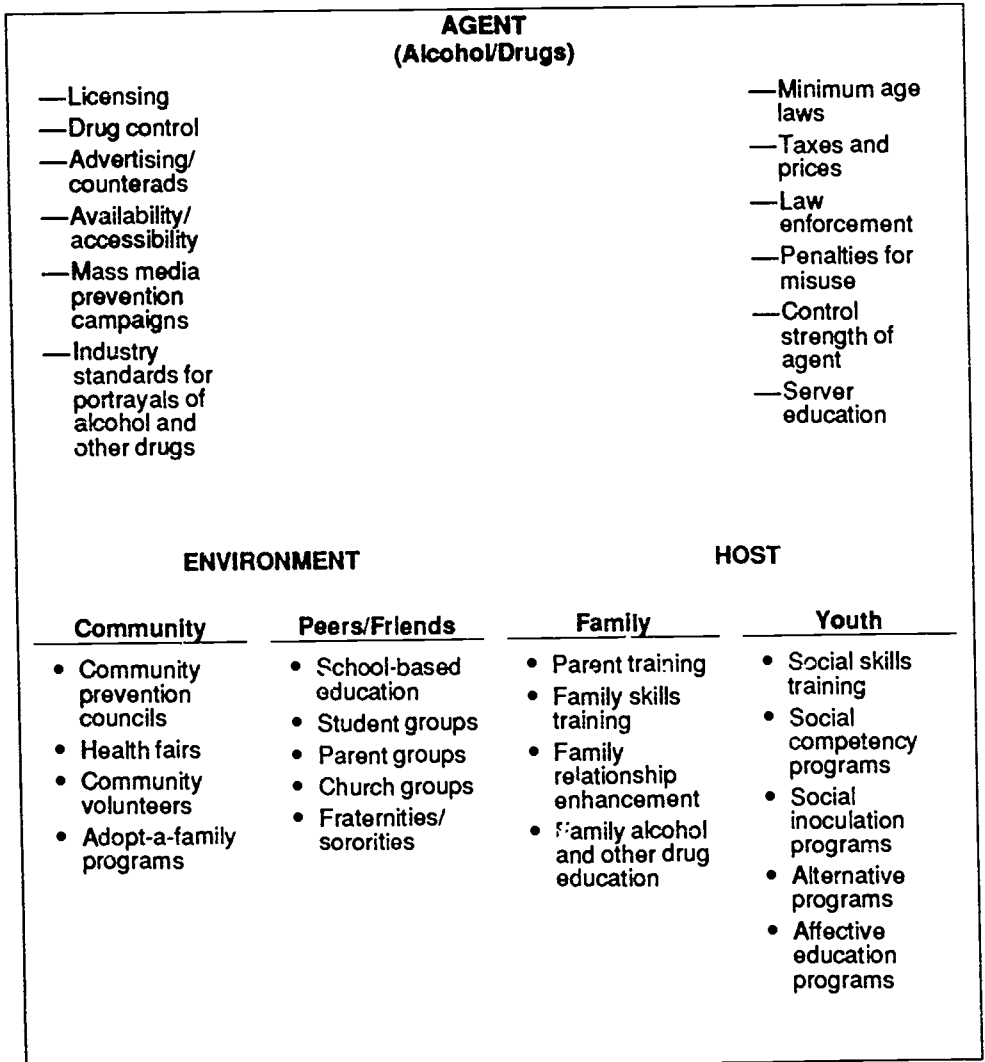 AGENT
(Alcohol/Drugs)
—Licensing
—Drug control
—Advertising/
counterads
—Availability/
accessibility
—Mass media
prevention
campaigns
—Industry
standards for
portrayals of
alcohol and
other drugs
—Minimum age
laws
—Taxes and
prices
—Law
enforcement
—Penalties for
misuse
—Control
strength of
agent
—Server
education
ENVIRONMENT
Community
• Community
prevention
councils
• Health fairs
• Community
volunteers
• Adopt-a-family
programs
Peers/Friends
• School-based
education
• Student groups
• Parent groups
• Church groups
• Fraternities/
sororities
HOST
Family
• Parent training
• Family skills
training
• Family
relationship
enhancement
• Family alcohol
and other drug
education
Youth
• Social skills
training
• Social
competency
programs
• Social
inoculation
programs
• Alternative
programs
• Affective
education
programs